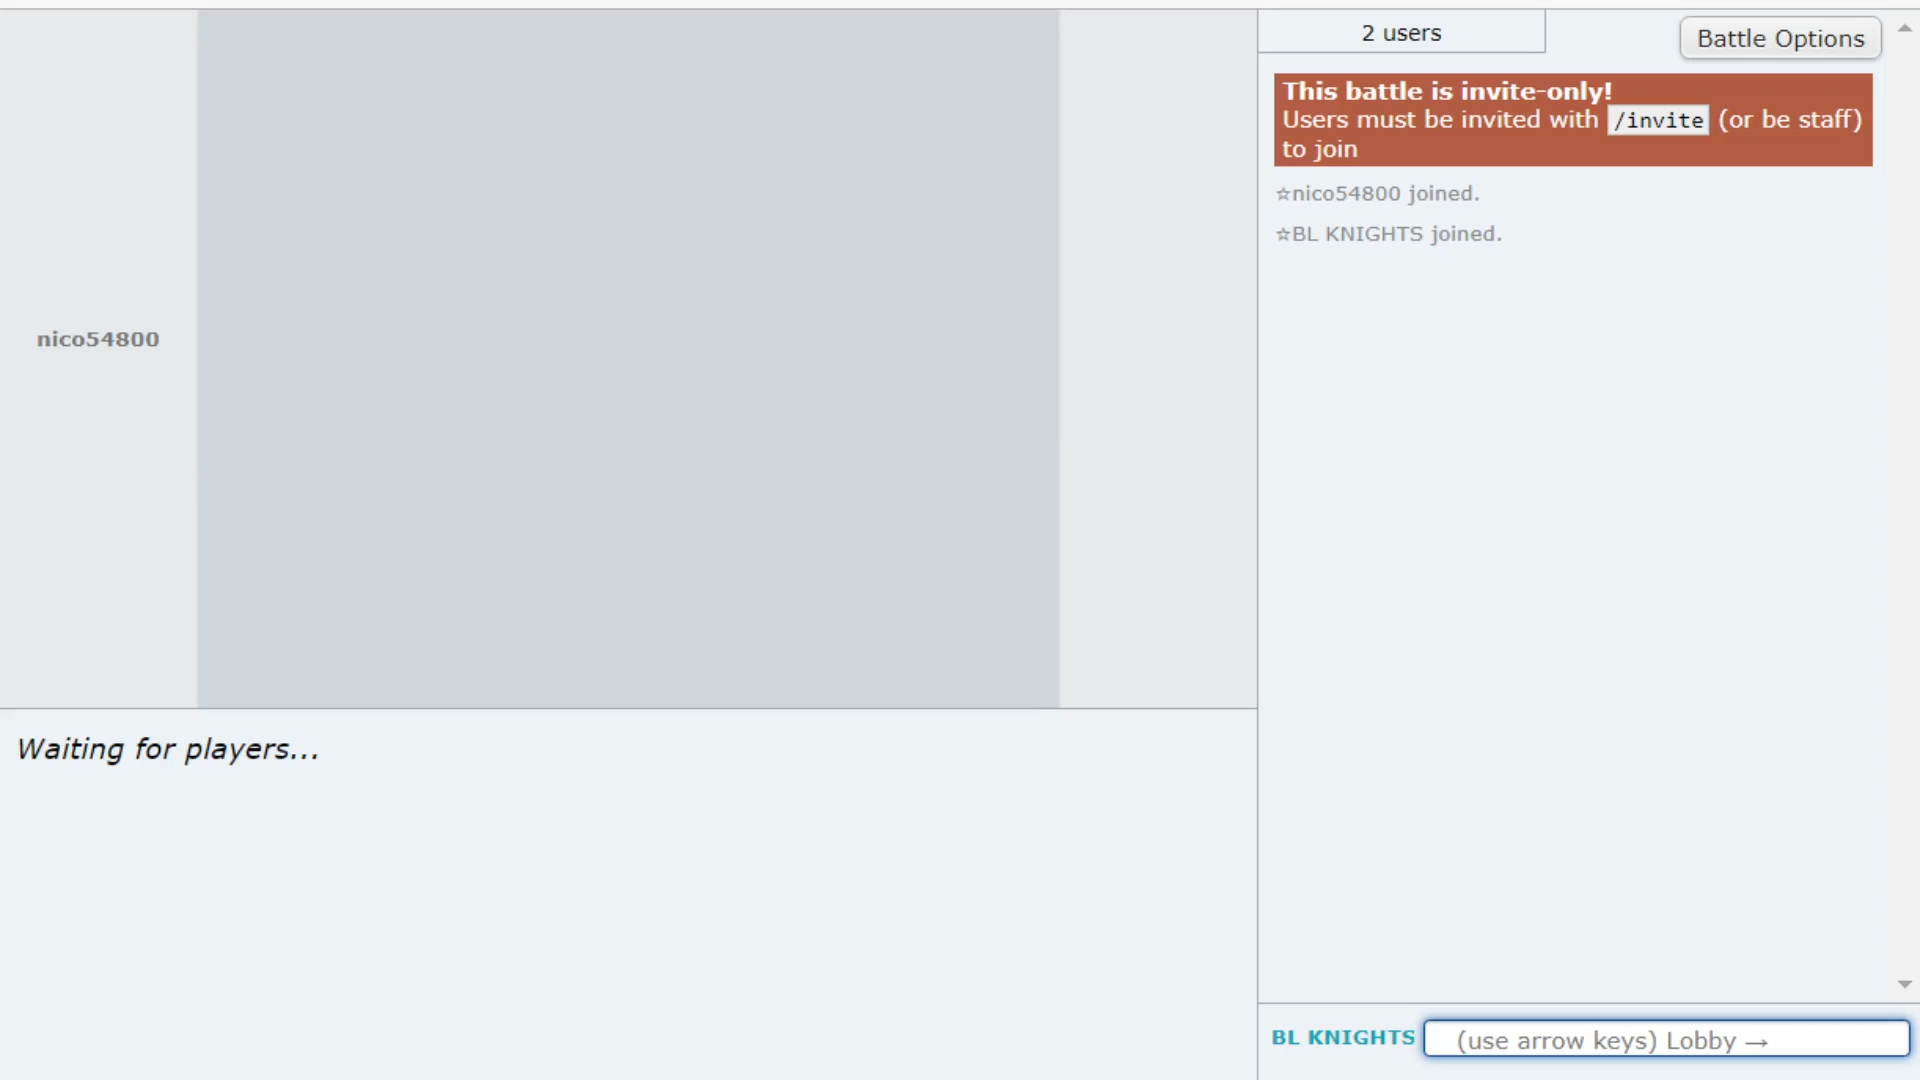 2 users
Battle Options
This battle is invite-only!
Users must be invited with /invite (or be staff)
to join
☆nico54800 joined.
☆BL KNIGHTS joined.
nico54800
Waiting for players...
BL KNIGHTS (use arrow keys) Lobby →